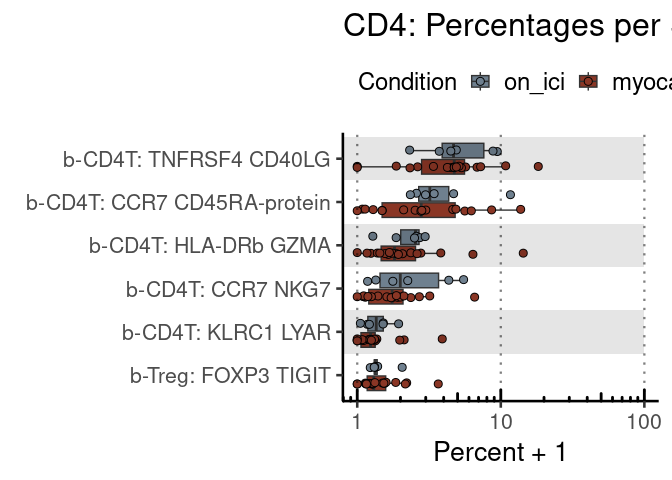 CD4: Percentages per
Condition on_ici myoca
b-CD4T: TNFRSF4 CD40LG
b-CD4T: CCR7 CD45RA-protein
b-CD4T: HLA-DRb GZMA
b-CD4T: CCR7 NKG7
b-CD4T: KLRC1 LYAR
b-Treg: FOXP3 TIGIT
1 10 100
Percent + 1